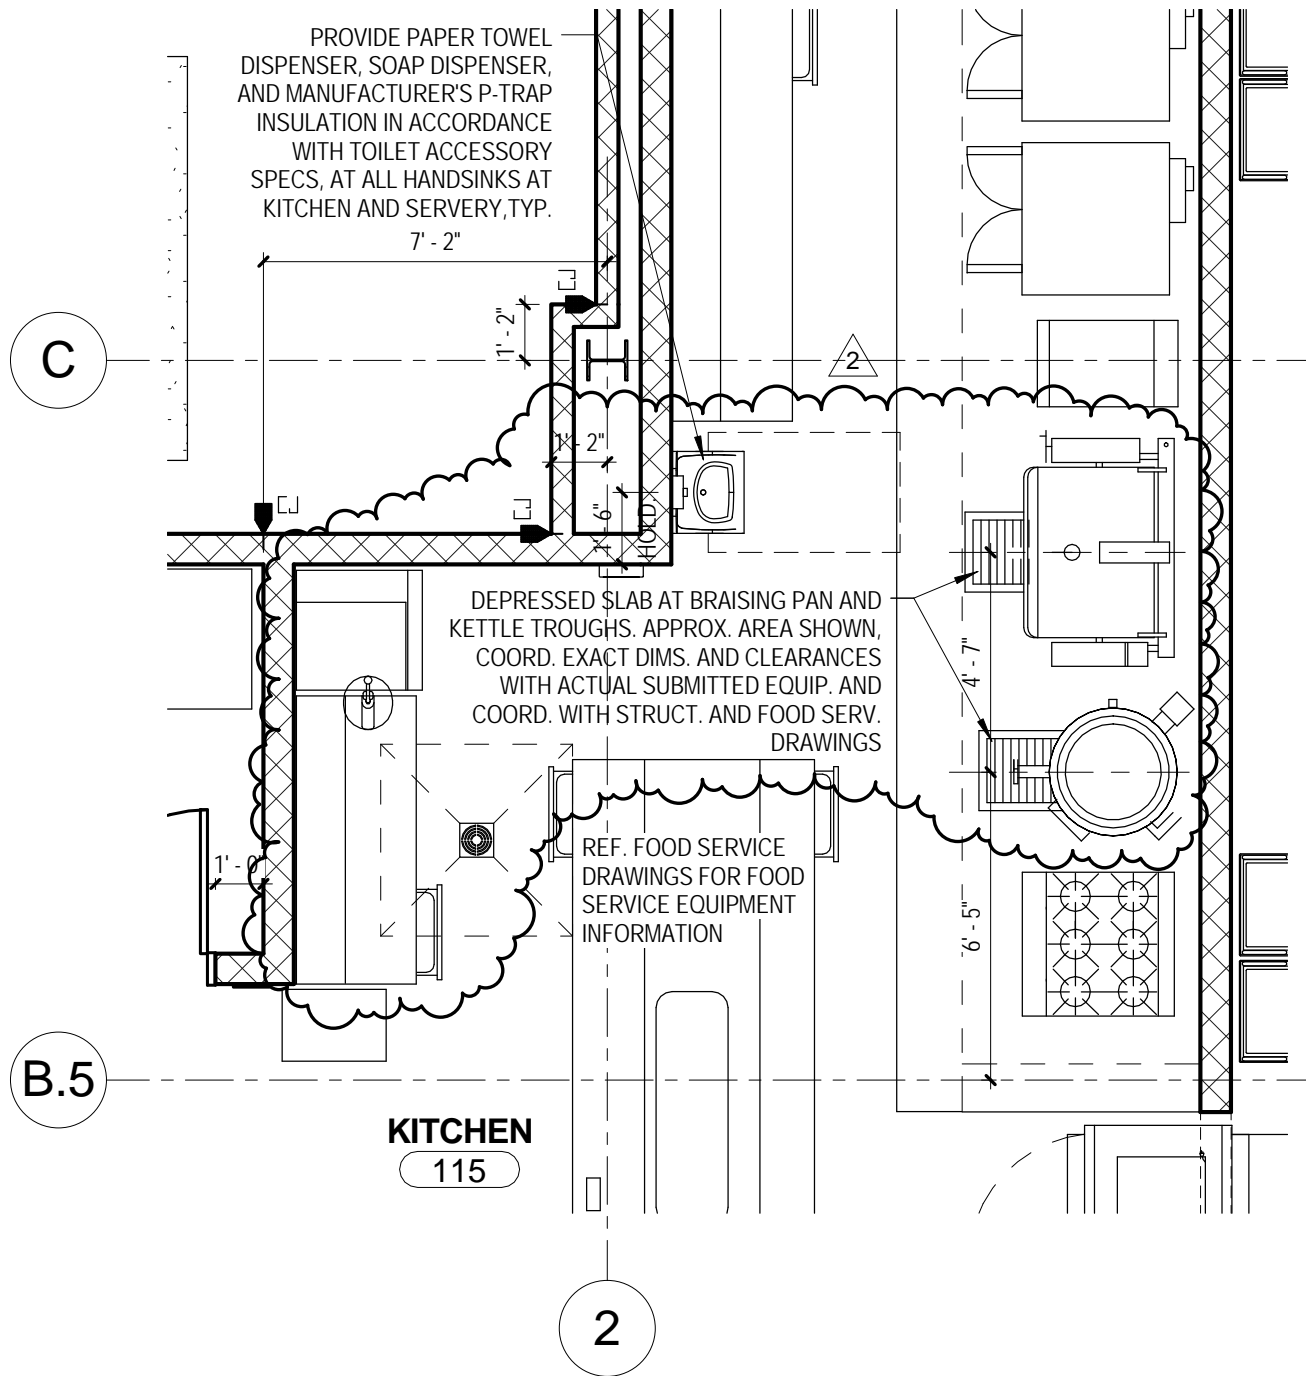 PROVIDE PAPER TOWEL
DISPENSER, SOAP DISPENSER,
AND MANUFACTURER'S P-TRAP
INSULATION IN ACCORDANCE
WITH TOILET ACCESSORY
SPECS, AT ALL HANDSINKS AT
KITCHEN AND SERVERY,TYP.
7' - 2"
CJ
1' - 2"
C
2
1' - 2"
CJ
CJ
1' - 6"
HOLD.
DEPRESSED SLAB AT BRAISING PAN AND
KETTLE TROUGHS. APPROX. AREA SHOWN,
COORD. EXACT DIMS. AND CLEARANCES
WITH ACTUAL SUBMITTED EQUIP. AND
COORD. WITH STRUCT. AND FOOD SERV.
DRAWINGS
4' - 7"
REF. FOOD SERVICE
DRAWINGS FOR FOOD
SERVICE EQUIPMENT
INFORMATION
1' - 0"
6' - 5"
B.5
KITCHEN
115
2